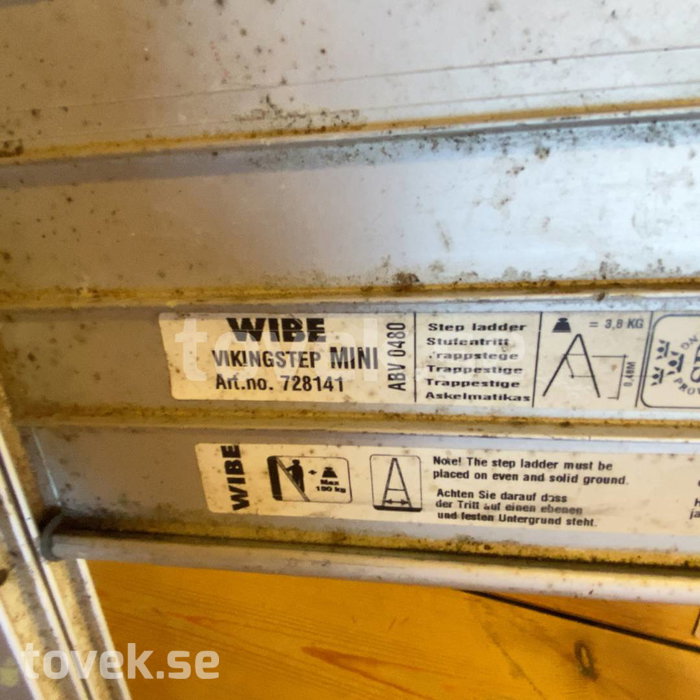 WIBE
VIKINGSTEP MINI
Art.no. 728141
ABV 0480
Step ladder
Stufentritt
Trappstege
Trappestige
Trappestige
Askelmatikas
= 3,8 KG
0,48M
WIBE
+
Max
Note! The step ladder must be
placed on even and solid ground.
Achten Sie darauf dass
der Tritt auf einen ebenen
und festen Untergrund steht.
tovek.se